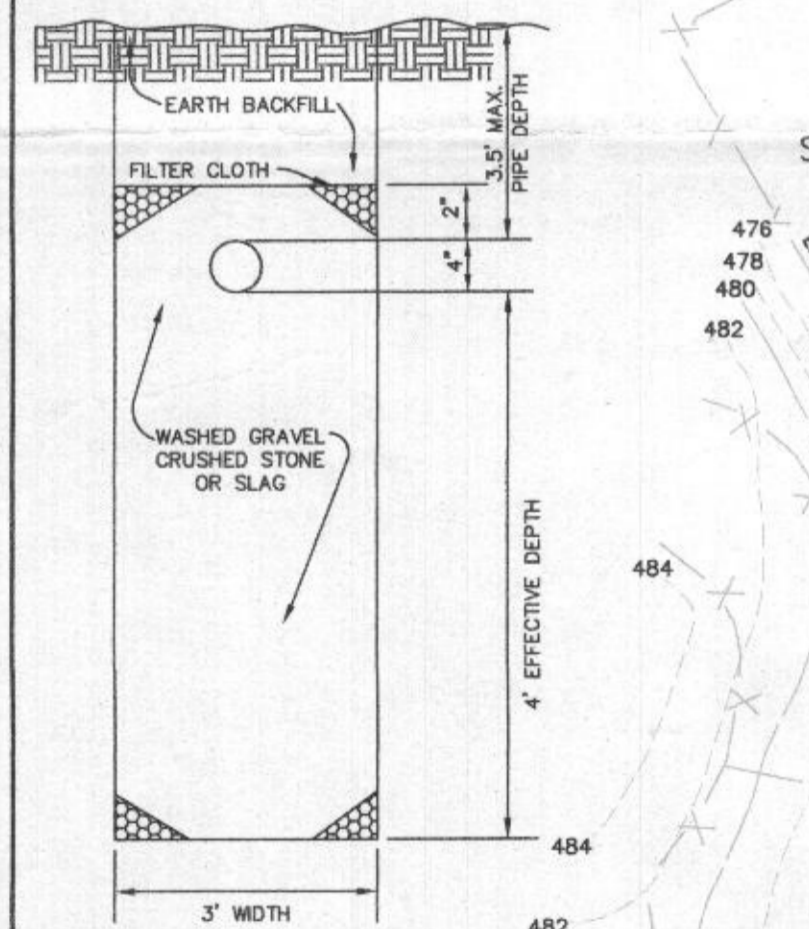 EARTH BACKFILL
FILTER CLOTH
3.5' MAX.
PIPE DEPTH
2"
4"
WASHED GRAVEL
CRUSHED STONE
OR SLAG
4' EFFECTIVE DEPTH
3' WIDTH
476
478
480
482
484
484
482